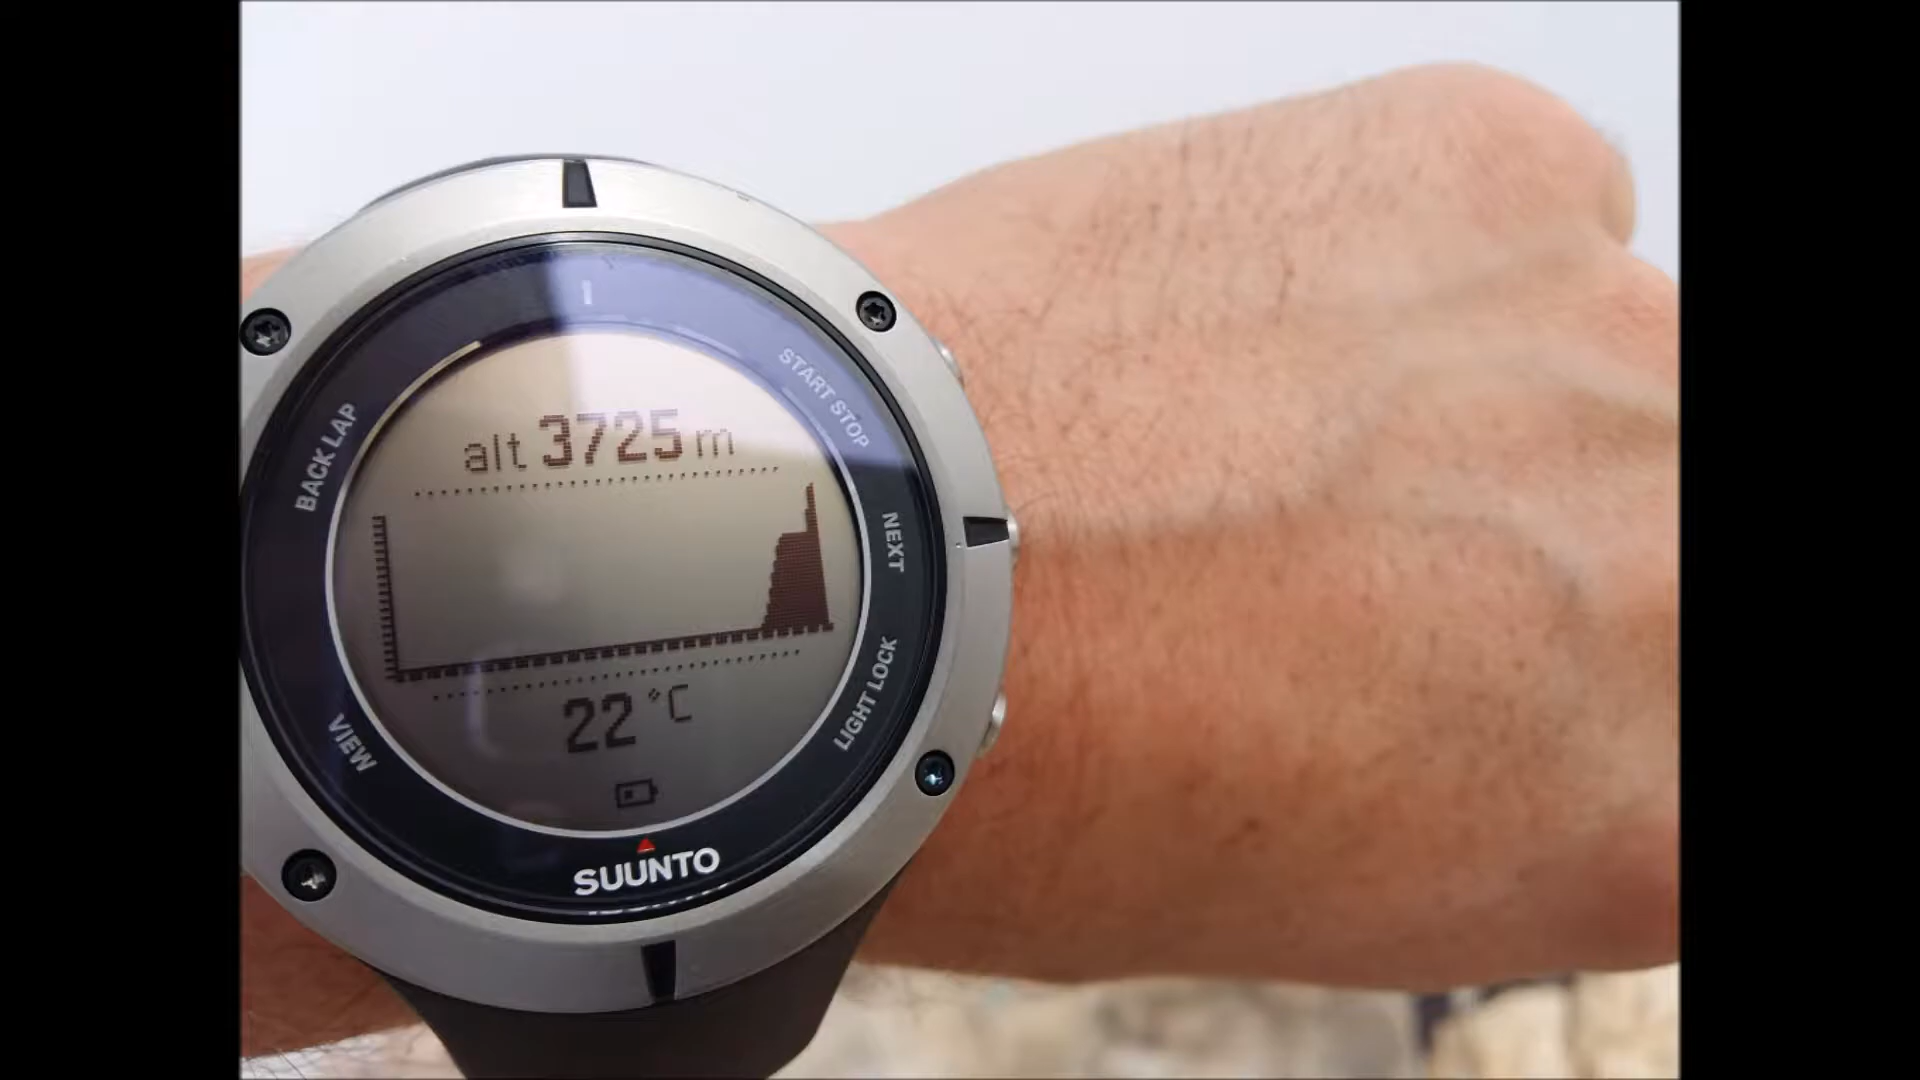 START STOP
BACK LAP
alt 3725 m
NEXT
LIGHT LOCK
22 °C
VIEW
SUUNTO